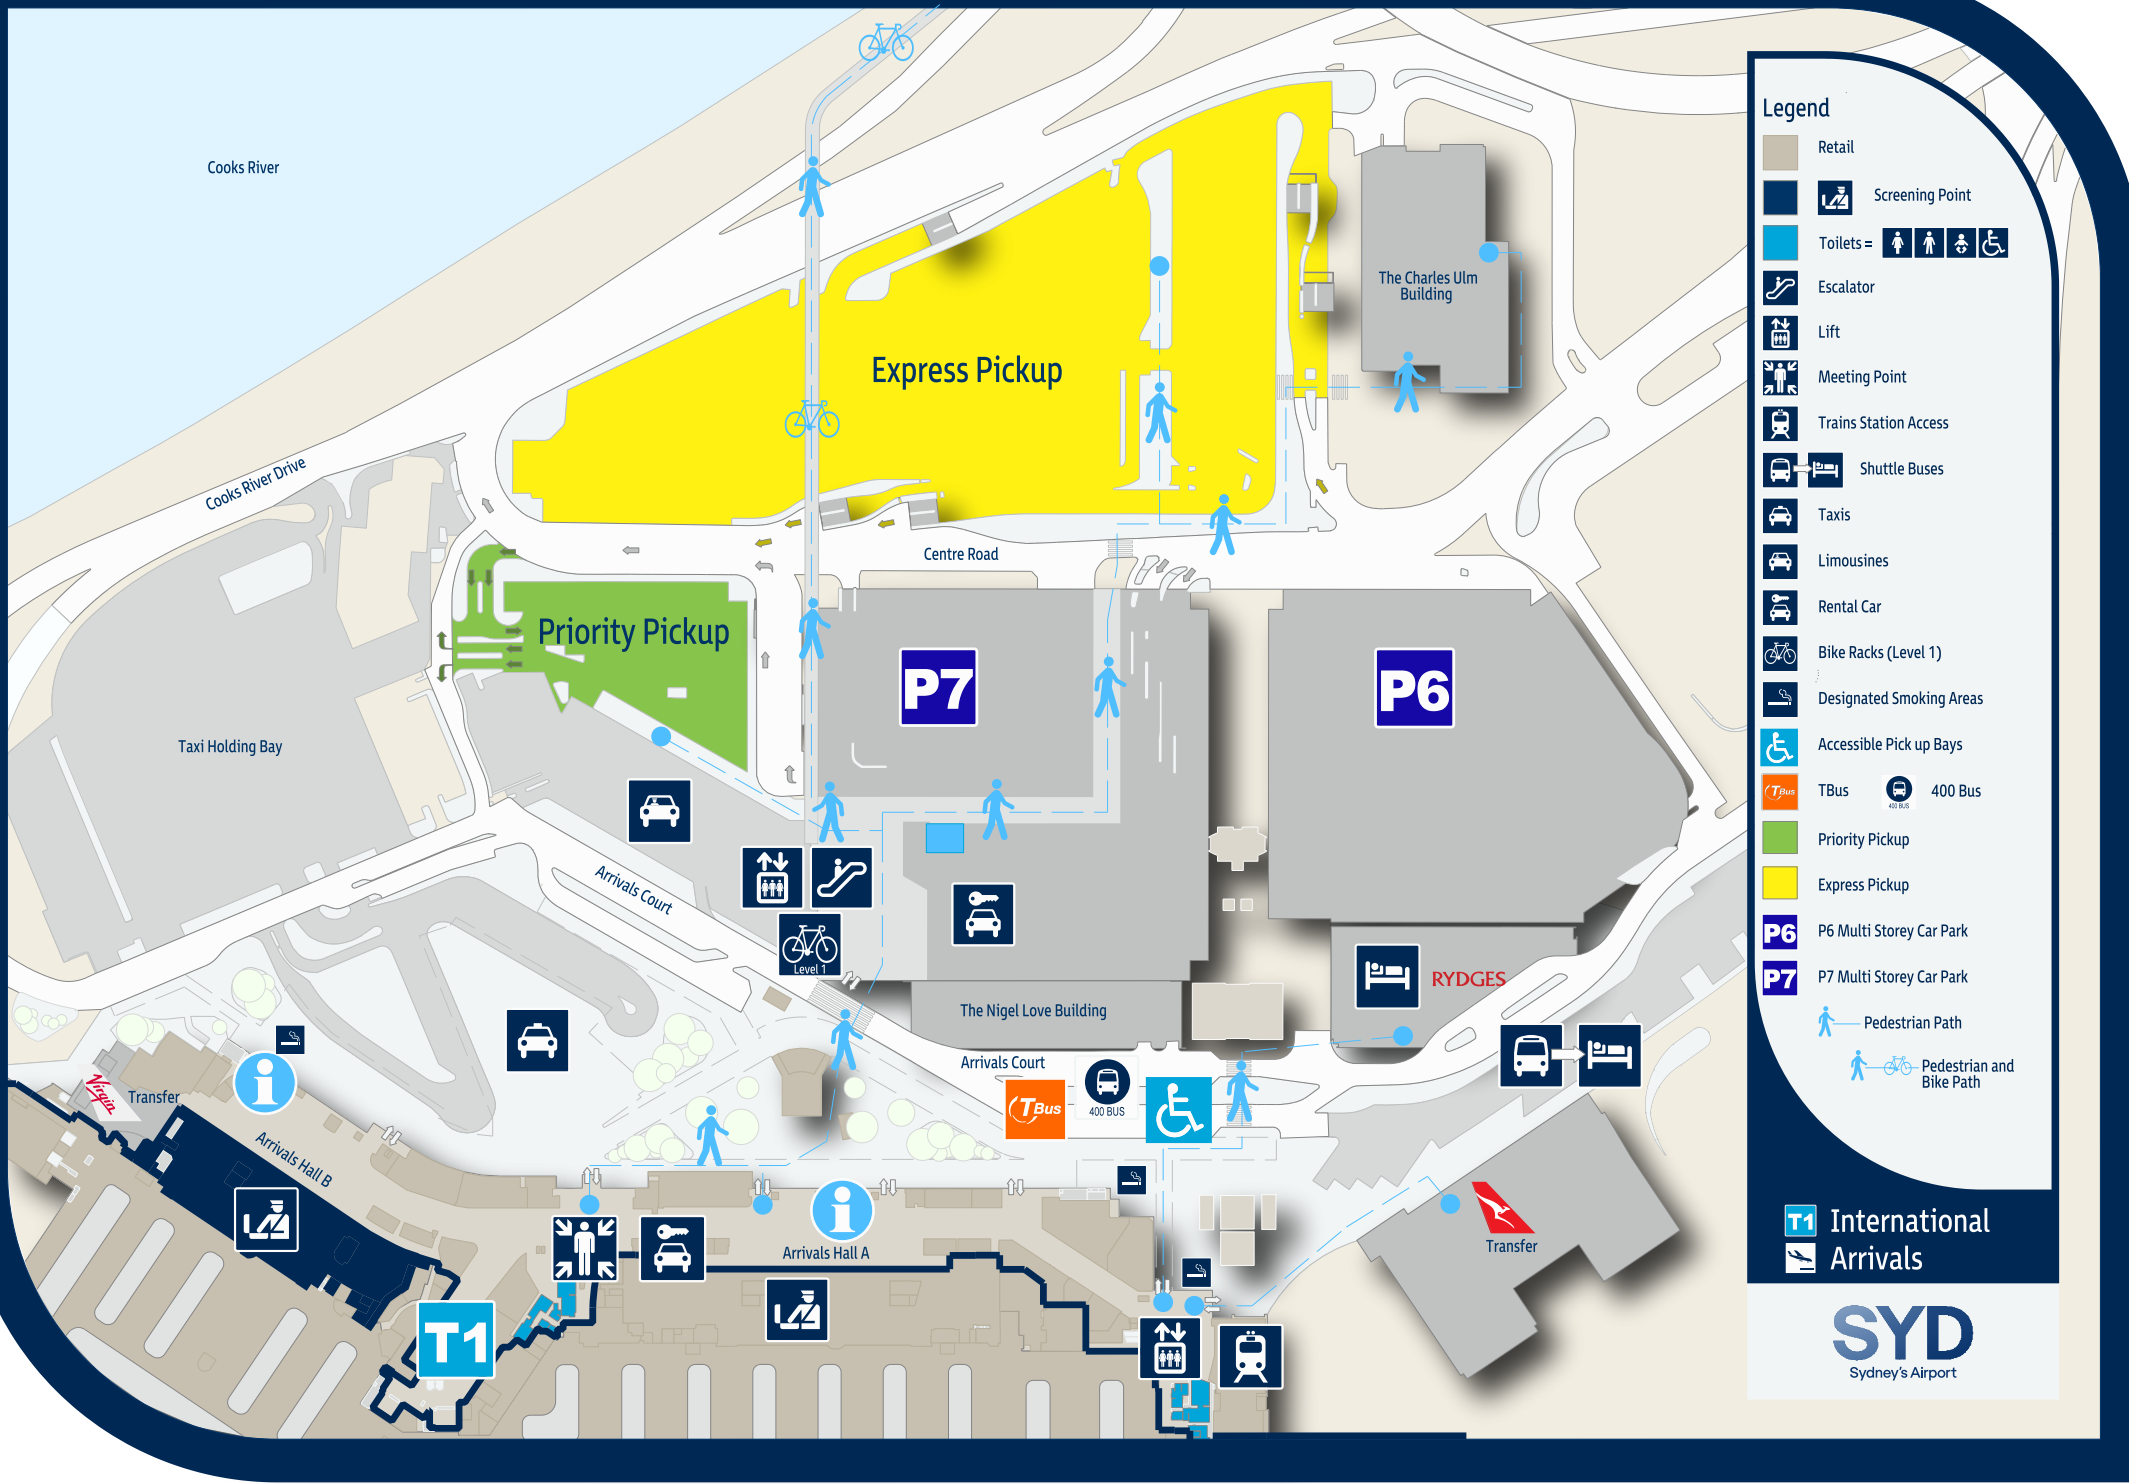 Cooks River
Cooks River Drive
Express Pickup
The Charles Ulm
Building
Centre Road
Priority Pickup
P7
P6
Taxi Holding Bay
Arrivals Court
Level 1
The Nigel Love Building
RYDGES
Arrivals Court
TBus
400 BUS
Virgin
Transfer
Arrivals Hall B
i
i
Arrivals Hall A
Transfer
T1
Legend
Retail
Screening Point
Toilets =
Escalator
Lift
Meeting Point
Trains Station Access
Shuttle Buses
Taxis
Limousines
Rental Car
Bike Racks (Level 1)
Designated Smoking Areas
Accessible Pick up Bays
TBus TBus 400 BUS 400 Bus
Priority Pickup
Express Pickup
P6 P6 Multi Storey Car Park
P7 P7 Multi Storey Car Park
Pedestrian Path
Pedestrian and
Bike Path
T1 International
Arrivals
SYD
Sydney's Airport